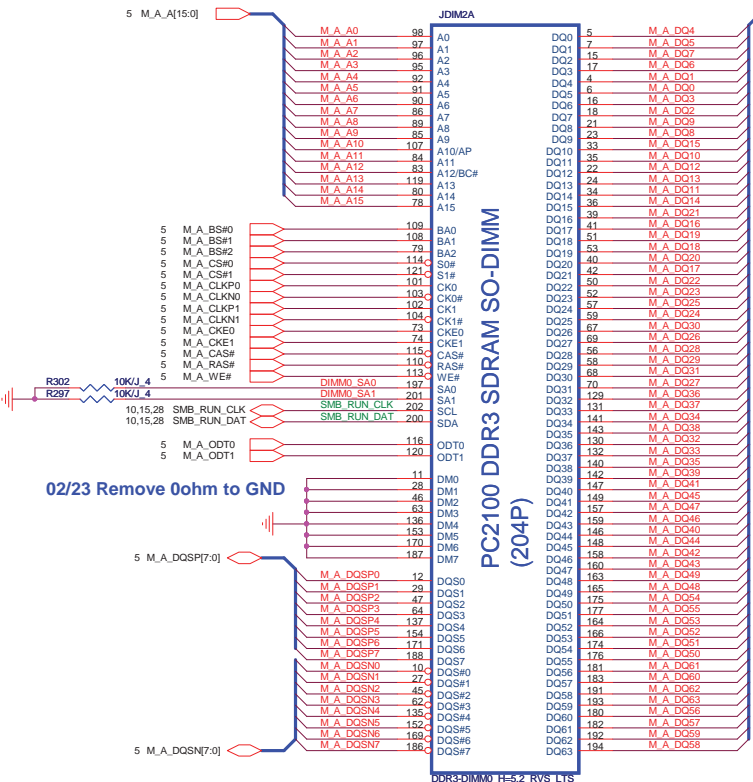 5 M_A_A[15:0]
JDIM2A
M_A_A0 98 A0
M_A_A1 97 A1
M_A_A2 96 A2
M_A_A3 95 A3
M_A_A4 92 A4
M_A_A5 91 A5
M_A_A6 90 A6
M_A_A7 86 A7
M_A_A8 89 A8
M_A_A9 85 A9
M_A_A10 107 A10/AP
M_A_A11 84 A11
M_A_A12 83 A12/BC#
M_A_A13 119 A13
M_A_A14 80 A14
M_A_A15 78 A15
5 M_A_BS#0 109 BA0
5 M_A_BS#1 108 BA1
5 M_A_BS#2 79 BA2
5 M_A_CS#0 114 S0#
5 M_A_CS#1 121 S1#
5 M_A_CLKP0 101 CK0
5 M_A_CLKN0 103 CK0#
5 M_A_CLKP1 102 CK1
5 M_A_CLKN1 104 CK1#
5 M_A_CKE0 73 CKE0
5 M_A_CKE1 74 CKE1
5 M_A_CAS# 115 CAS#
5 M_A_RAS# 110 RAS#
5 M_A_WE# 113 WE#
R302 10K/J_4 DIMM0_SA0 197 SA0
R297 10K/J_4 DIMM0_SA1 201 SA1
10,15,28 SMB_RUN_CLK SMB_RUN_CLK 202 SCL
10,15,28 SMB_RUN_DAT SMB_RUN_DAT 200 SDA
5 M_A_ODT0 116 ODT0
5 M_A_ODT1 120 ODT1
02/23 Remove 0ohm to GND
11 DM0
28 DM1
46 DM2
63 DM3
136 DM4
153 DM5
170 DM6
187 DM7
5 M_A_DQSP[7:0]
M_A_DQSP0 12 DQS0
M_A_DQSP1 29 DQS1
M_A_DQSP2 47 DQS2
M_A_DQSP3 64 DQS3
M_A_DQSP4 137 DQS4
M_A_DQSP5 154 DQS5
M_A_DQSP6 171 DQS6
M_A_DQSP7 188 DQS7
M_A_DQSN0 10 DQS#0
M_A_DQSN1 27 DQS#1
M_A_DQSN2 45 DQS#2
M_A_DQSN3 62 DQS#3
M_A_DQSN4 135 DQS#4
M_A_DQSN5 152 DQS#5
M_A_DQSN6 169 DQS#6
M_A_DQSN7 186 DQS#7
5 M_A_DQSN[7:0]
PC2100 DDR3 SDRAM SO-DIMM
(204P)
DQ0 5 M_A_DQ4
DQ1 7 M_A_DQ5
DQ2 15 M_A_DQ7
DQ3 17 M_A_DQ6
DQ4 4 M_A_DQ1
DQ5 6 M_A_DQ0
DQ6 16 M_A_DQ3
DQ7 18 M_A_DQ2
DQ8 21 M_A_DQ9
DQ9 23 M_A_DQ8
DQ10 33 M_A_DQ15
DQ11 35 M_A_DQ10
DQ12 22 M_A_DQ12
DQ13 24 M_A_DQ13
DQ14 34 M_A_DQ11
DQ15 36 M_A_DQ14
DQ16 39 M_A_DQ21
DQ17 41 M_A_DQ16
DQ18 51 M_A_DQ19
DQ19 53 M_A_DQ18
DQ20 40 M_A_DQ20
DQ21 42 M_A_DQ17
DQ22 50 M_A_DQ22
DQ23 52 M_A_DQ23
DQ24 57 M_A_DQ25
DQ25 59 M_A_DQ24
DQ26 67 M_A_DQ30
DQ27 69 M_A_DQ26
DQ28 56 M_A_DQ28
DQ29 58 M_A_DQ29
DQ30 68 M_A_DQ31
DQ31 70 M_A_DQ27
DQ32 129 M_A_DQ36
DQ33 131 M_A_DQ37
DQ34 141 M_A_DQ34
DQ35 143 M_A_DQ38
DQ36 130 M_A_DQ32
DQ37 132 M_A_DQ33
DQ38 140 M_A_DQ35
DQ39 142 M_A_DQ39
DQ40 147 M_A_DQ41
DQ41 149 M_A_DQ45
DQ42 157 M_A_DQ47
DQ43 159 M_A_DQ46
DQ44 146 M_A_DQ40
DQ45 148 M_A_DQ44
DQ46 158 M_A_DQ42
DQ47 160 M_A_DQ43
DQ48 163 M_A_DQ49
DQ49 165 M_A_DQ48
DQ50 175 M_A_DQ54
DQ51 177 M_A_DQ55
DQ52 164 M_A_DQ53
DQ53 166 M_A_DQ52
DQ54 174 M_A_DQ51
DQ55 176 M_A_DQ50
DQ56 181 M_A_DQ61
DQ57 183 M_A_DQ60
DQ58 191 M_A_DQ62
DQ59 193 M_A_DQ63
DQ60 180 M_A_DQ56
DQ61 182 M_A_DQ57
DQ62 192 M_A_DQ59
DQ63 194 M_A_DQ58
DDR3-DIMM0_H=5.2_RVS_LTS